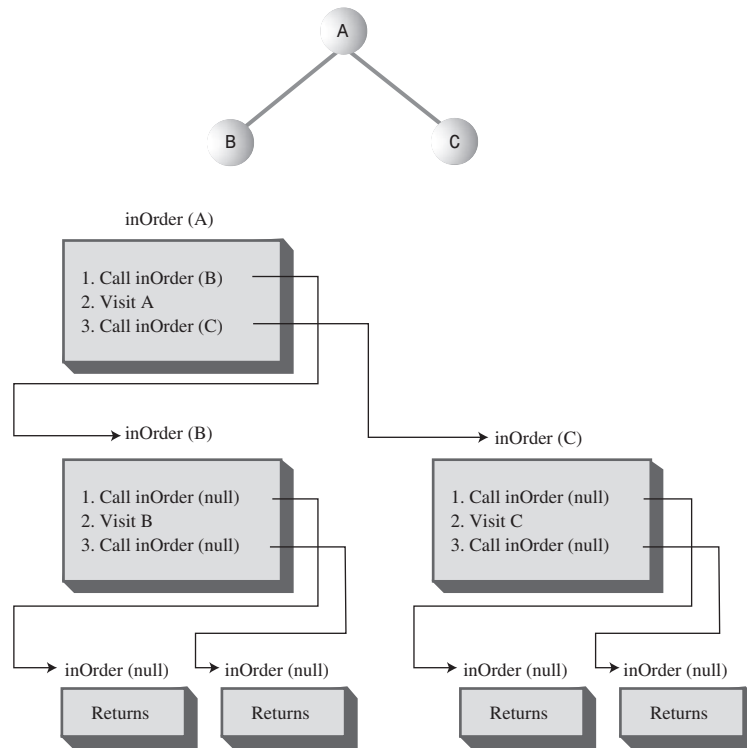 A
B
C
inOrder (A)
1. Call inOrder (B)
2. Visit A
3. Call inOrder (C)
inOrder (B)
1. Call inOrder (null)
2. Visit B
3. Call inOrder (null)
inOrder (C)
1. Call inOrder (null)
2. Visit C
3. Call inOrder (null)
inOrder (null)
Returns
inOrder (null)
Returns
inOrder (null)
Returns
inOrder (null)
Returns